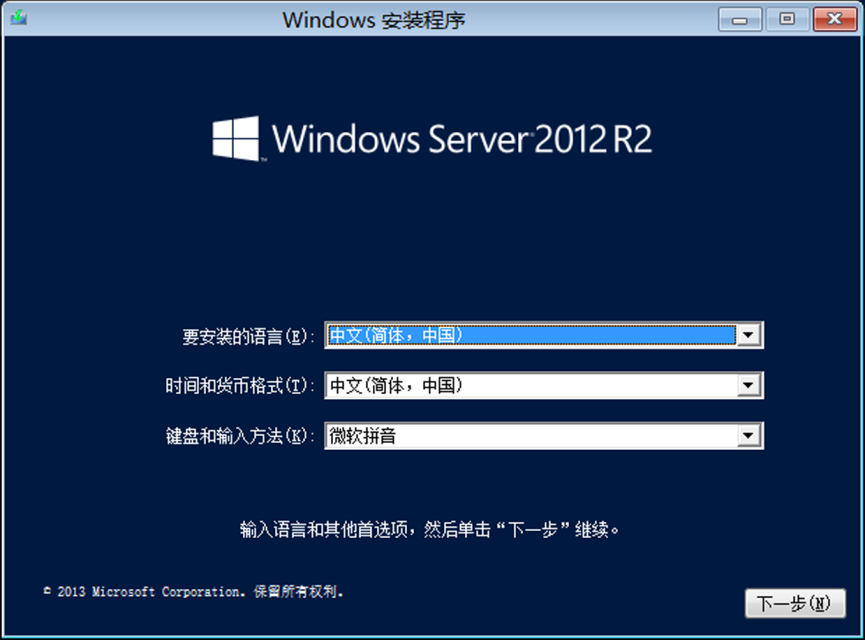 Windows 安装程序
Windows Server 2012 R2
要安装的语言(E): 中文(简体，中国)
时间和货币格式(T): 中文(简体，中国)
键盘和输入方法(K): 微软拼音
输入语言和其他首选项，然后单击“下一步”继续。
© 2013 Microsoft Corporation. 保留所有权利.
下一步(N)